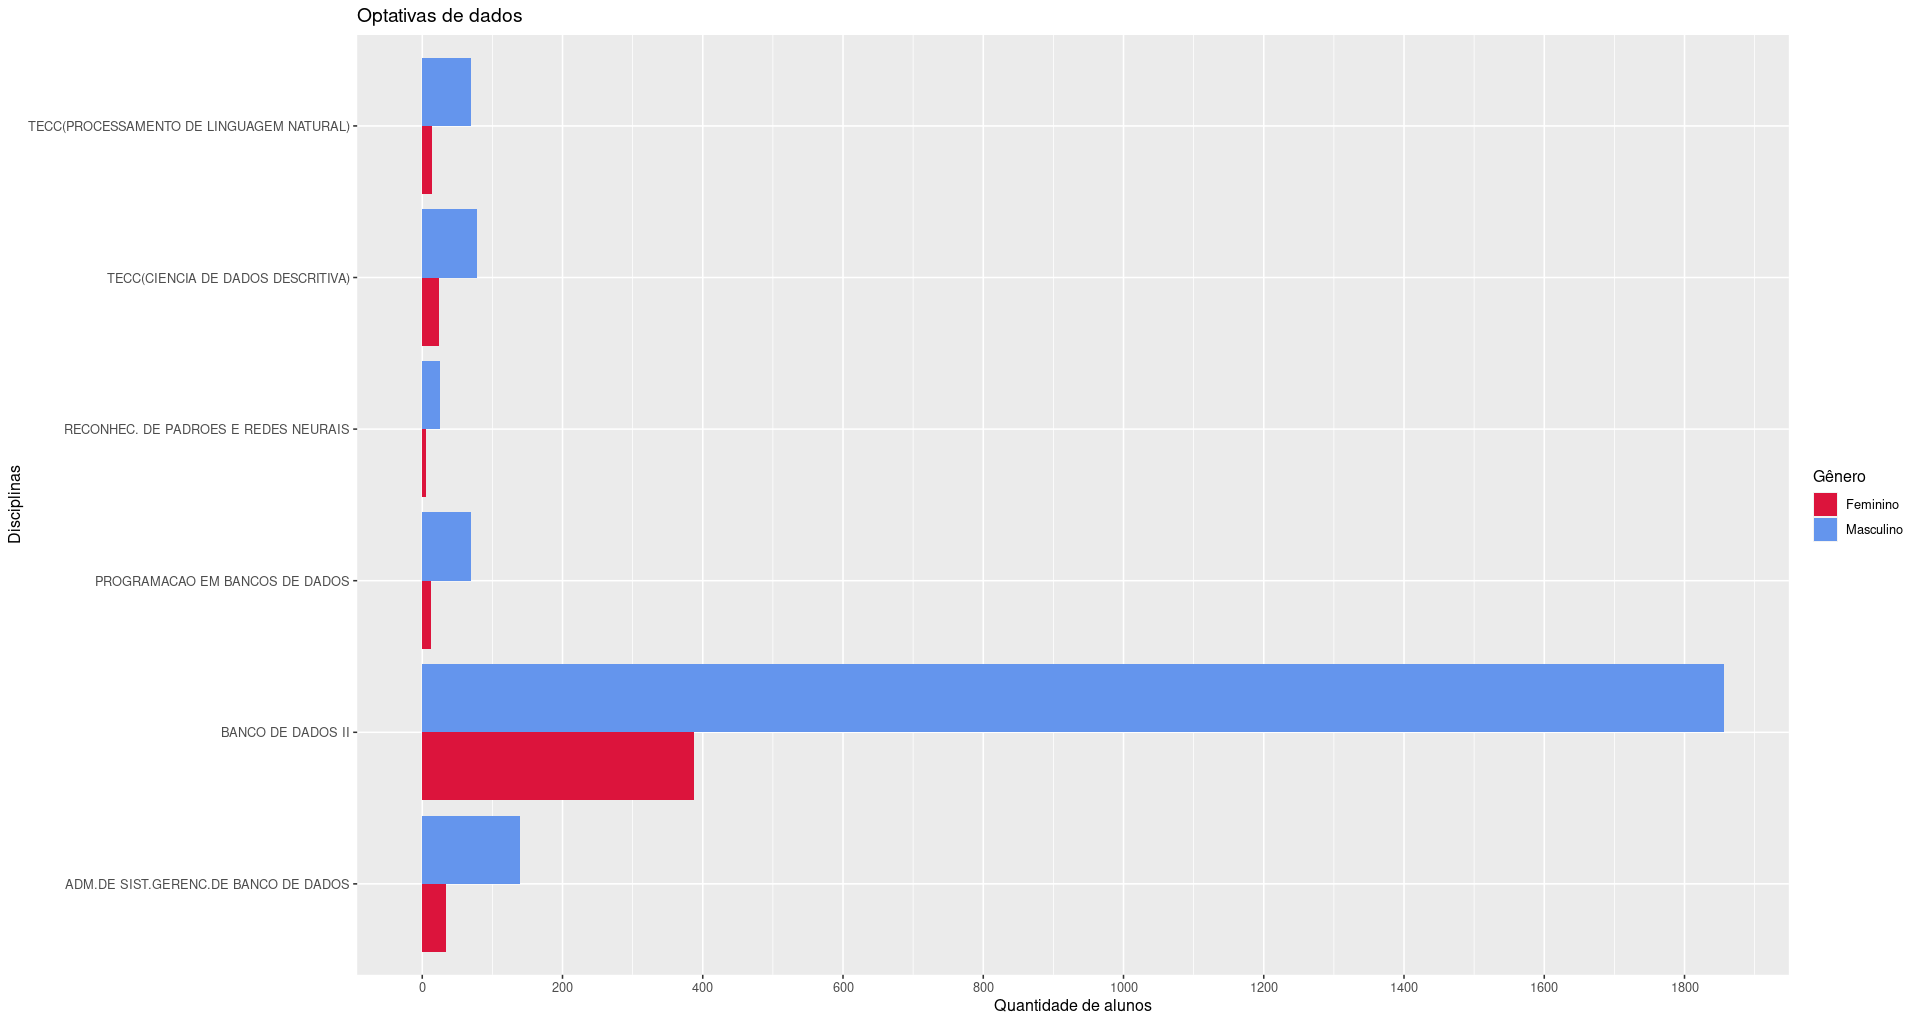 Optativas de dados
TECC(PROCESSAMENTO DE LINGUAGEM NATURAL)
TECC(CIENCIA DE DADOS DESCRITIVA)
RECONHEC. DE PADROES E REDES NEURAIS
PROGRAMACAO EM BANCOS DE DADOS
BANCO DE DADOS II
ADM.DE SIST.GERENC.DE BANCO DE DADOS
Disciplinas
0 200 400 600 800 1000 1200 1400 1600 1800
Quantidade de alunos
Gênero
Feminino
Masculino